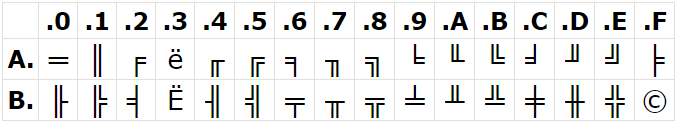 .0 .1 .2 .3 .4 .5 .6 .7 .8 .9 .A .B .C .D .E .F
A. ═ ║ ╒ ё ╓ ╔ ╕ ╖ ╗ ╘ ╙ ╚ ╛ ╜ ╝ ╞
B. ╟ ╠ ╡ Ё ╢ ╣ ╤ ╥ ╦ ╧ ╨ ╩ ╪ ╫ ╬ ©